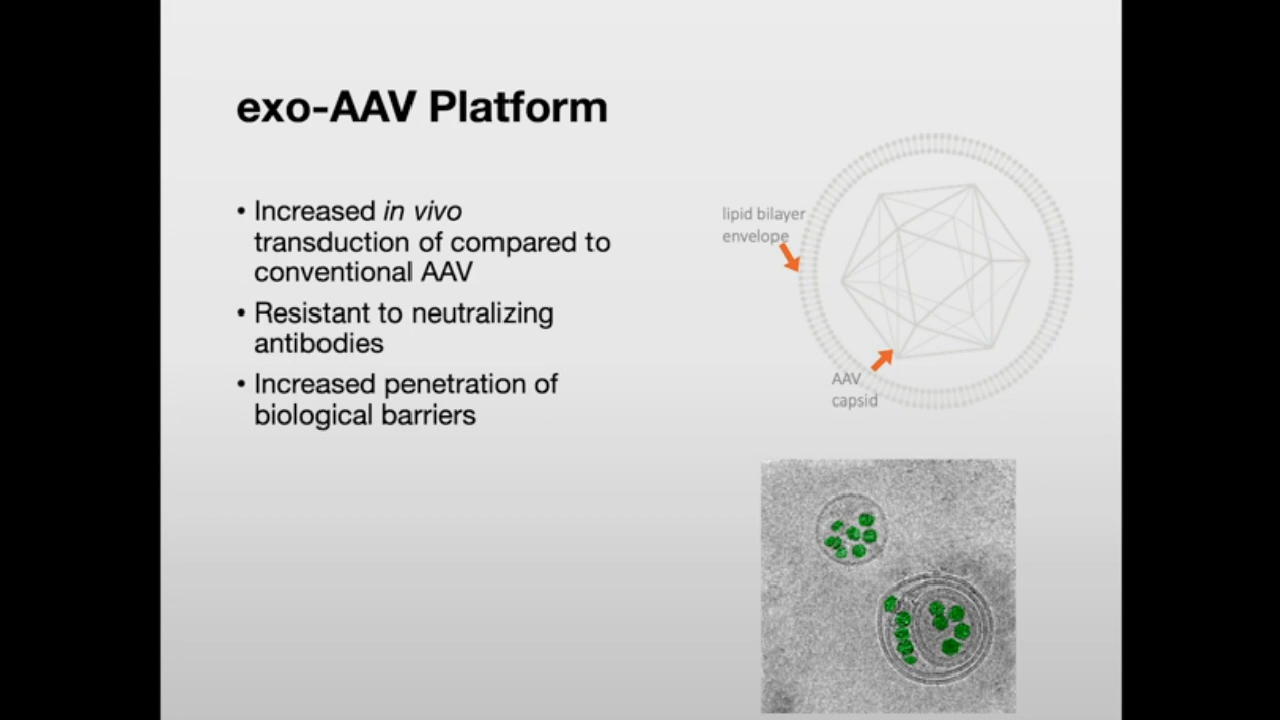 exo-AAV Platform
• Increased in vivo
transduction of compared to
conventional AAV
• Resistant to neutralizing
antibodies
• Increased penetration of
biological barriers
lipid bilayer
envelope
AAV
capsid